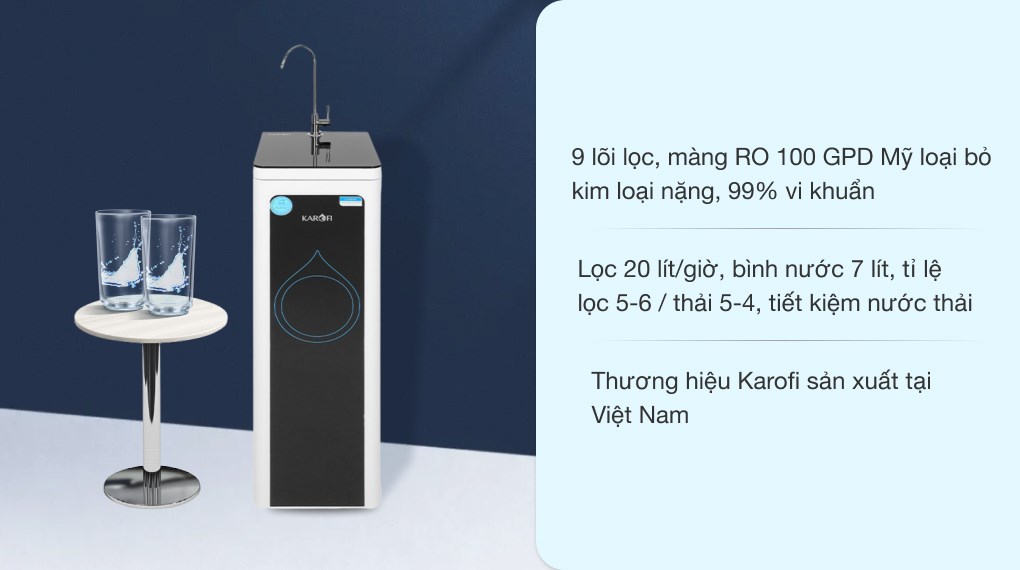 KAROFI
9 lõi lọc, màng RO 100 GPD Mỹ loại bỏ
kim loại nặng, 99% vi khuẩn
Lọc 20 lít/giờ, bình nước 7 lít, tỉ lệ
lọc 5-6 / thải 5-4, tiết kiệm nước thải
Thương hiệu Karofi sản xuất tại
Việt Nam